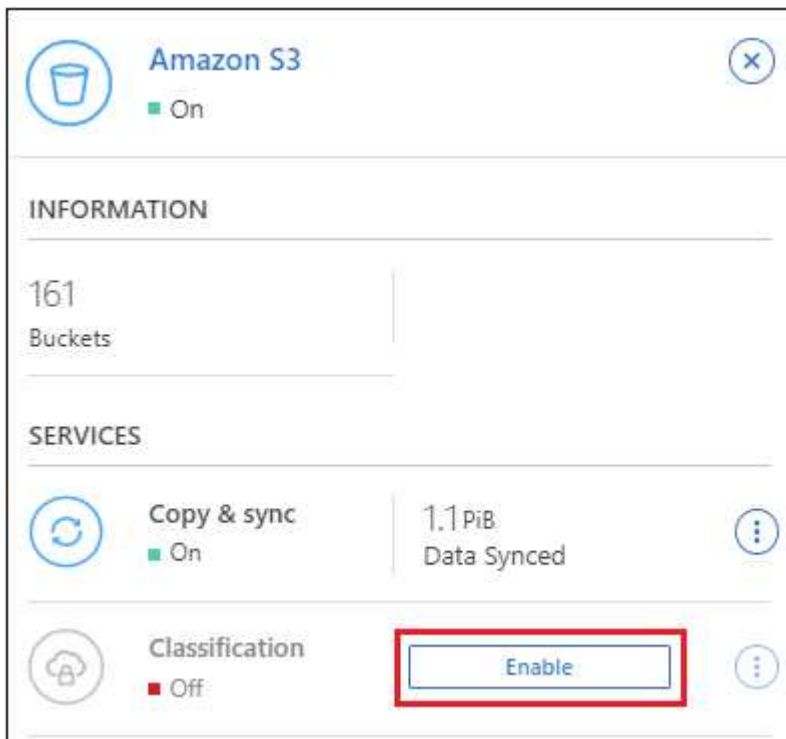 Amazon S3
On
INFORMATION
161
Buckets
SERVICES
Copy & sync
On
1.1 PiB
Data Synced
Classification
Off
Enable